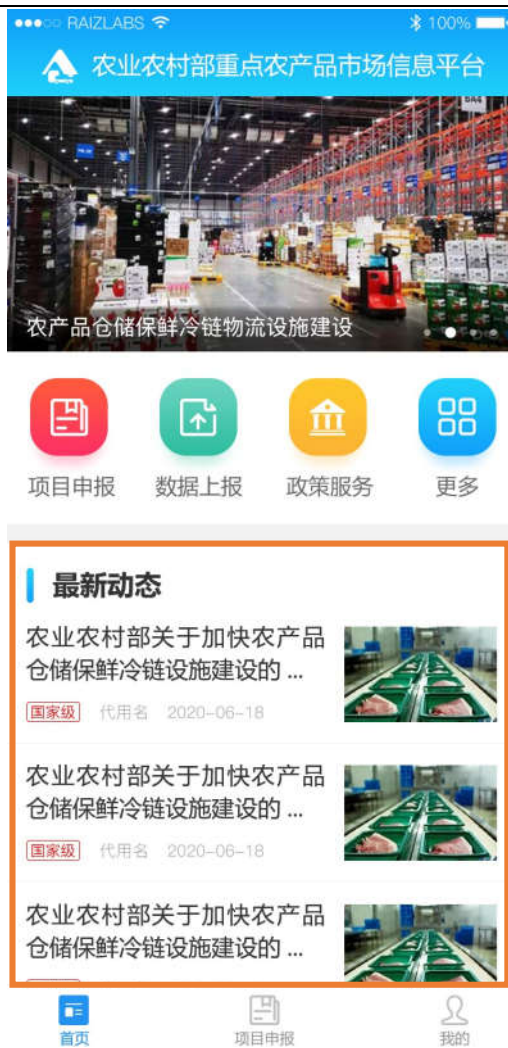 RAIZLABS 100%
农业农村部重点农产品市场信息平台
农产品仓储保鲜冷链物流设施建设
项目申报 数据上报 政策服务 更多
最新动态
农业农村部关于加快农产品
仓储保鲜冷链设施建设的 ...
国家级 代用名 2020-06-18
农业农村部关于加快农产品
仓储保鲜冷链设施建设的 ...
国家级 代用名 2020-06-18
农业农村部关于加快农产品
仓储保鲜冷链设施建设的 ...
首页 项目申报 我的